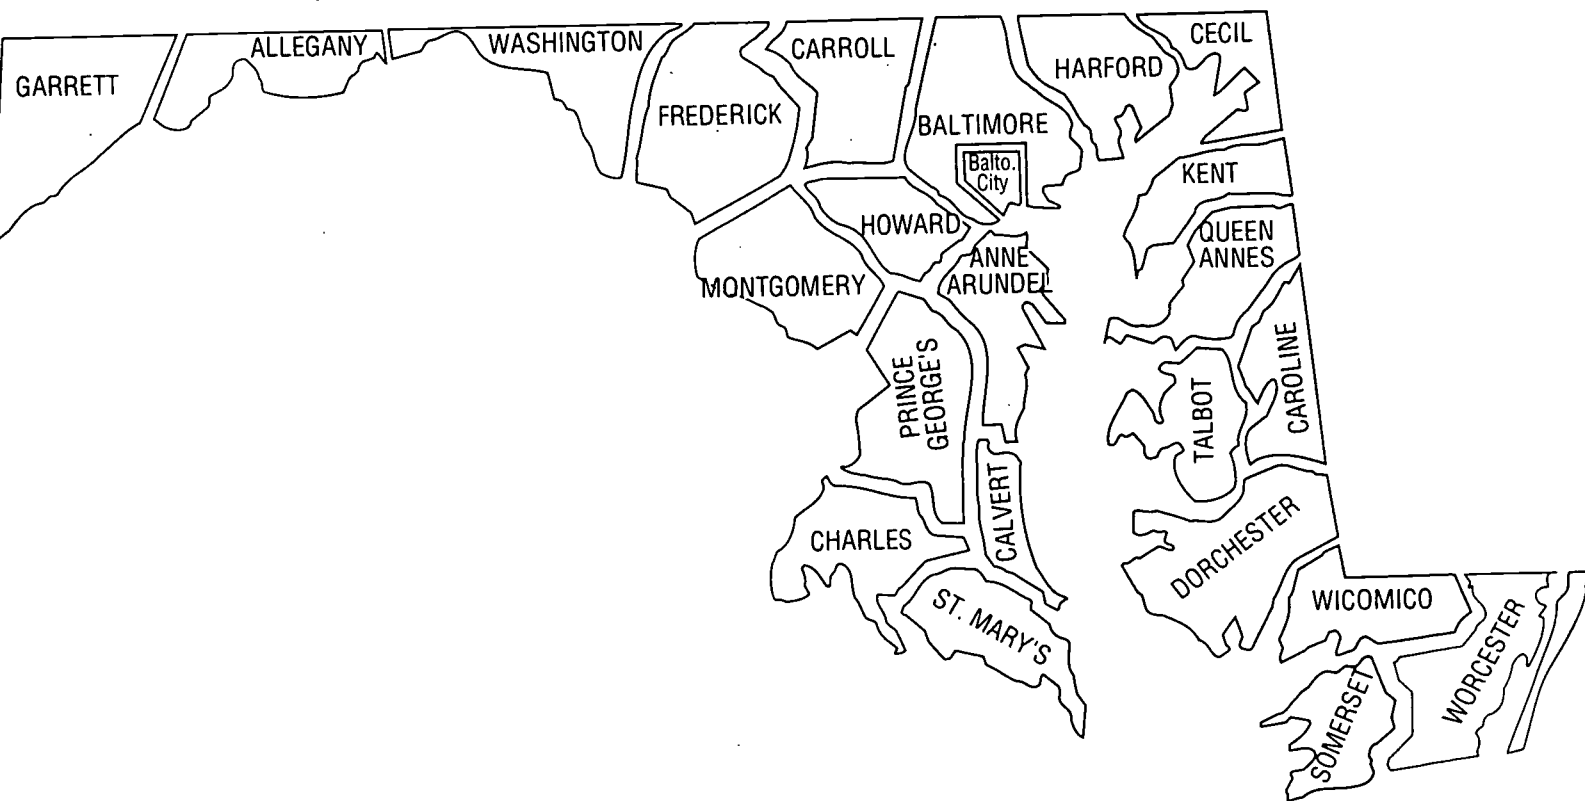 GARRETT
ALLEGANY
WASHINGTON
FREDERICK
CARROLL
BALTIMORE
Balto.
City
HARFORD
CECIL
KENT
QUEEN
ANNES
HOWARD
ANNE
ARUNDEL
MONTGOMERY
PRINCE
GEORGE'S
CAROLINE
TALBOT
CALVERT
CHARLES
ST. MARY'S
DORCHESTER
WICOMICO
WORCESTER
SOMERSET